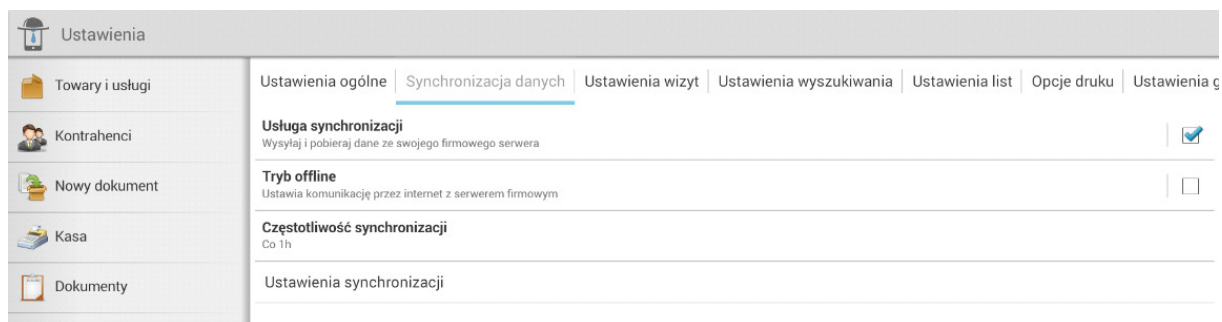 Ustawienia
Towary i usługi
Kontrahenci
Nowy dokument
Kasa
Dokumenty
Ustawienia ogólne Synchronizacja danych Ustawienia wizyt Ustawienia wyszukiwania Ustawienia list Opcje druku Ustawienia g
Usługa synchronizacji
Wysyłaj i pobieraj dane ze swojego firmowego serwera
Tryb offline
Ustawia komunikację przez internet z serwerem firmowym
Częstotliwość synchronizacji
Co 1h
Ustawienia synchronizacji